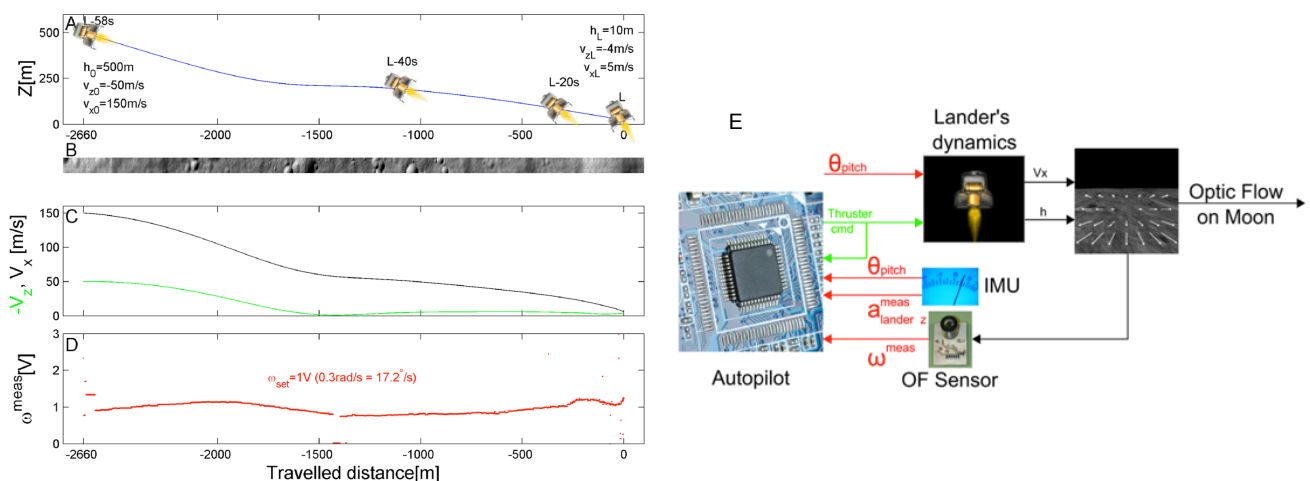 A
L-58s
500
250
0
Z[m]
h0=500m
vz0=-50m/s
vx0=150m/s
L-40s
L-20s
L
hL=10m
vzL=-4m/s
vxL=5m/s
-2660
-2000
-1500
-1000
-500
0
B
C
150
100
50
0
-Vz, Vx [m/s]
D
3
2
1
0
ωmeas[V]
ωset=1V (0.3rad/s = 17.2°/s)
-2660
-2000
-1500
-1000
-500
0
Travelled distance[m]
E
Lander's
dynamics
θpitch
Thruster
cmd
Vx
h
Optic Flow
on Moon
θpitch
IMU
a meas lander z
ωmeas
Autopilot
OF Sensor